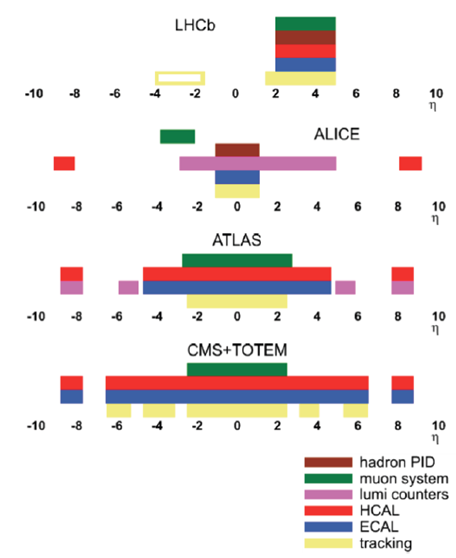 LHCb
-10 -8 -6 -4 -2 0 2 4 6 8 10
η
ALICE
-10 -8 -6 -4 -2 0 2 4 6 8 10
η
ATLAS
-10 -8 -6 -4 -2 0 2 4 6 8 10
η
CMS+TOTEM
-10 -8 -6 -4 -2 0 2 4 6 8 10
η
hadron PID
muon system
lumi counters
HCAL
ECAL
tracking